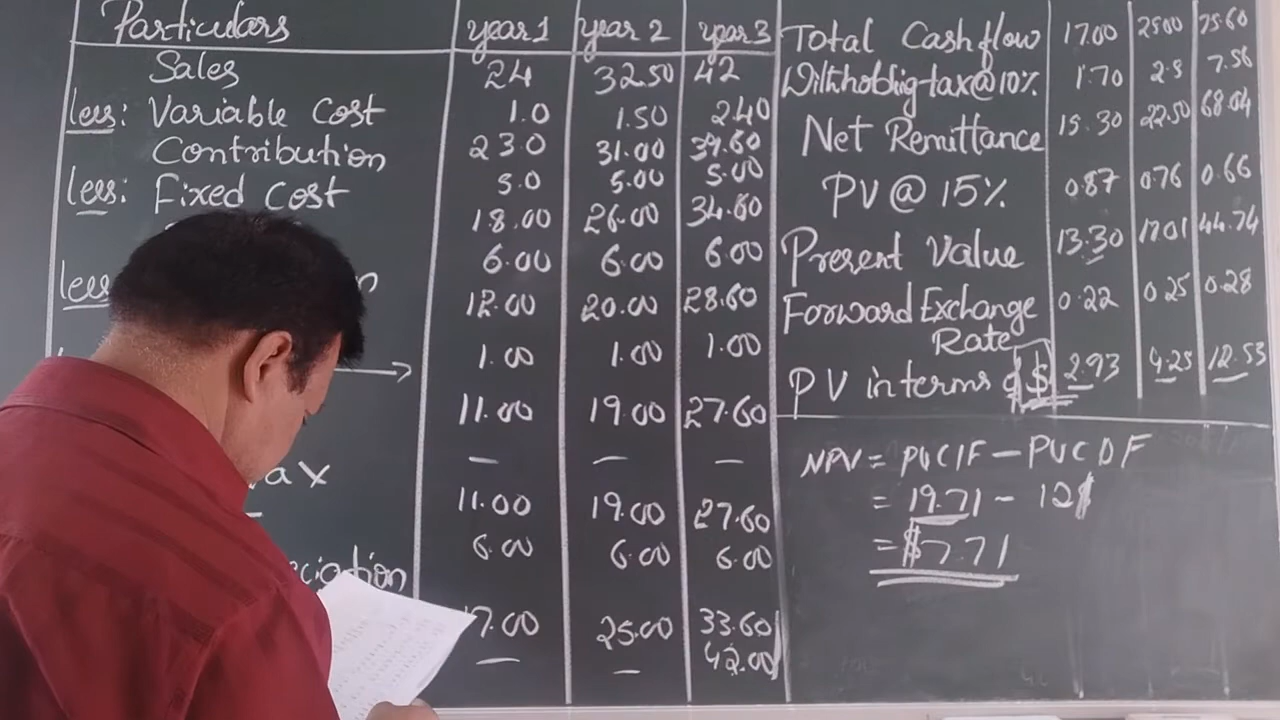 Particulars year 1 year 2 year 3
Sales 24 32.50 42
Less: Variable Cost 1.0 1.50 2.40
Contribution 23.0 31.00 39.60
Less: Fixed Cost 5.0 5.00 5.00
18.00 26.00 34.60
Less 6.00 6.00 6.00
12.00 20.00 28.60
1.00 1.00 1.00
11.00 19.00 27.60
ax — — —
11.00 19.00 27.60
eciation 6.00 6.00 6.00
7.00 25.00 33.60
— — 42.00
Total Cashflow 17.00 25.00 75.60
Withholdig tax@10% 1.70 2.5 7.56
Net Remittance 15.30 22.50 68.04
PV @ 15% 0.87 0.76 0.66
Present Value 13.30 17.01 44.74
Forward Exchange 0.22 0.25 0.28
Rate
PV in terms of $ 2.93 4.25 12.53
NPV = PVCIF - PVCDF
= 19.71 - 12$
= $7.71